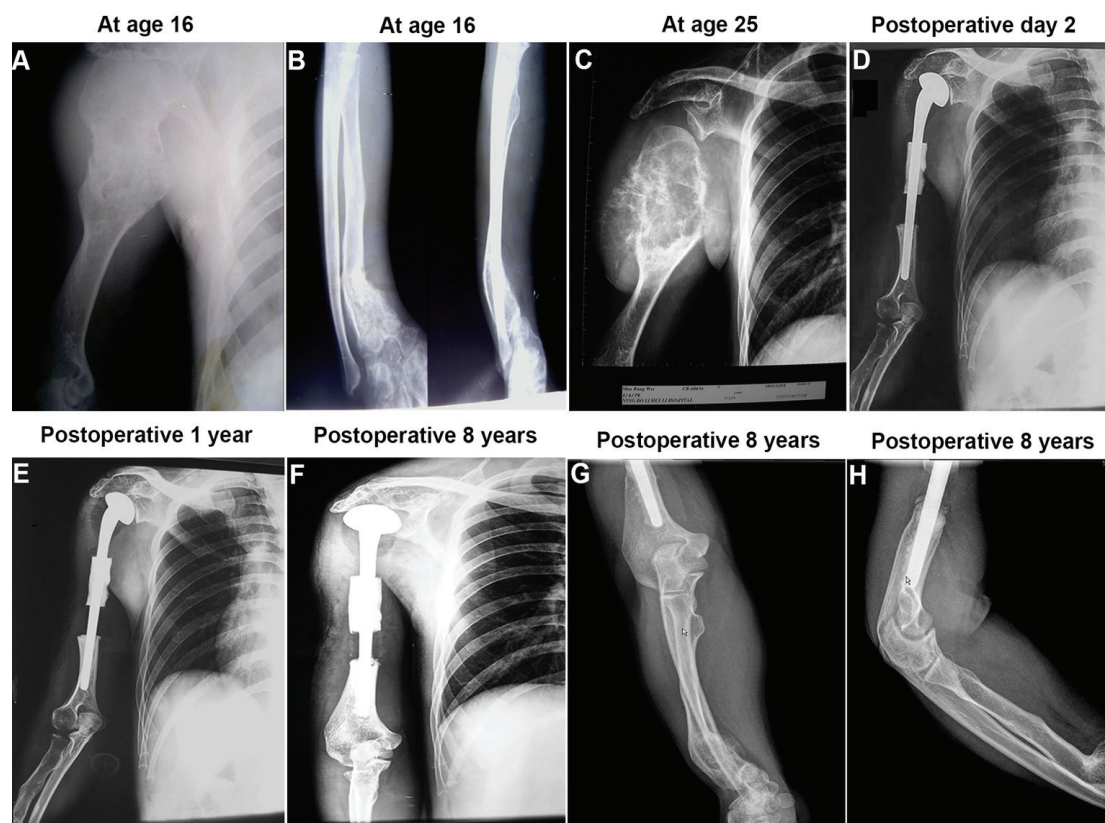 At age 16
At age 16
At age 25
Postoperative day 2
A
B
C
D
Postoperative 1 year
Postoperative 8 years
Postoperative 8 years
Postoperative 8 years
E
F
G
H